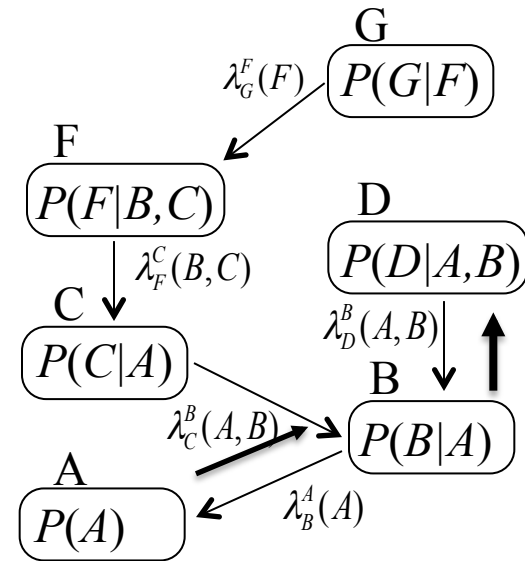 G
P(G|F)
λ_G^F(F)
F
P(F|B,C)
D
P(D|A,B)
λ_F^C(B,C)
λ_D^B(A,B)
C
P(C|A)
B
P(B|A)
λ_C^B(A,B)
A
P(A)
λ_B^A(A)